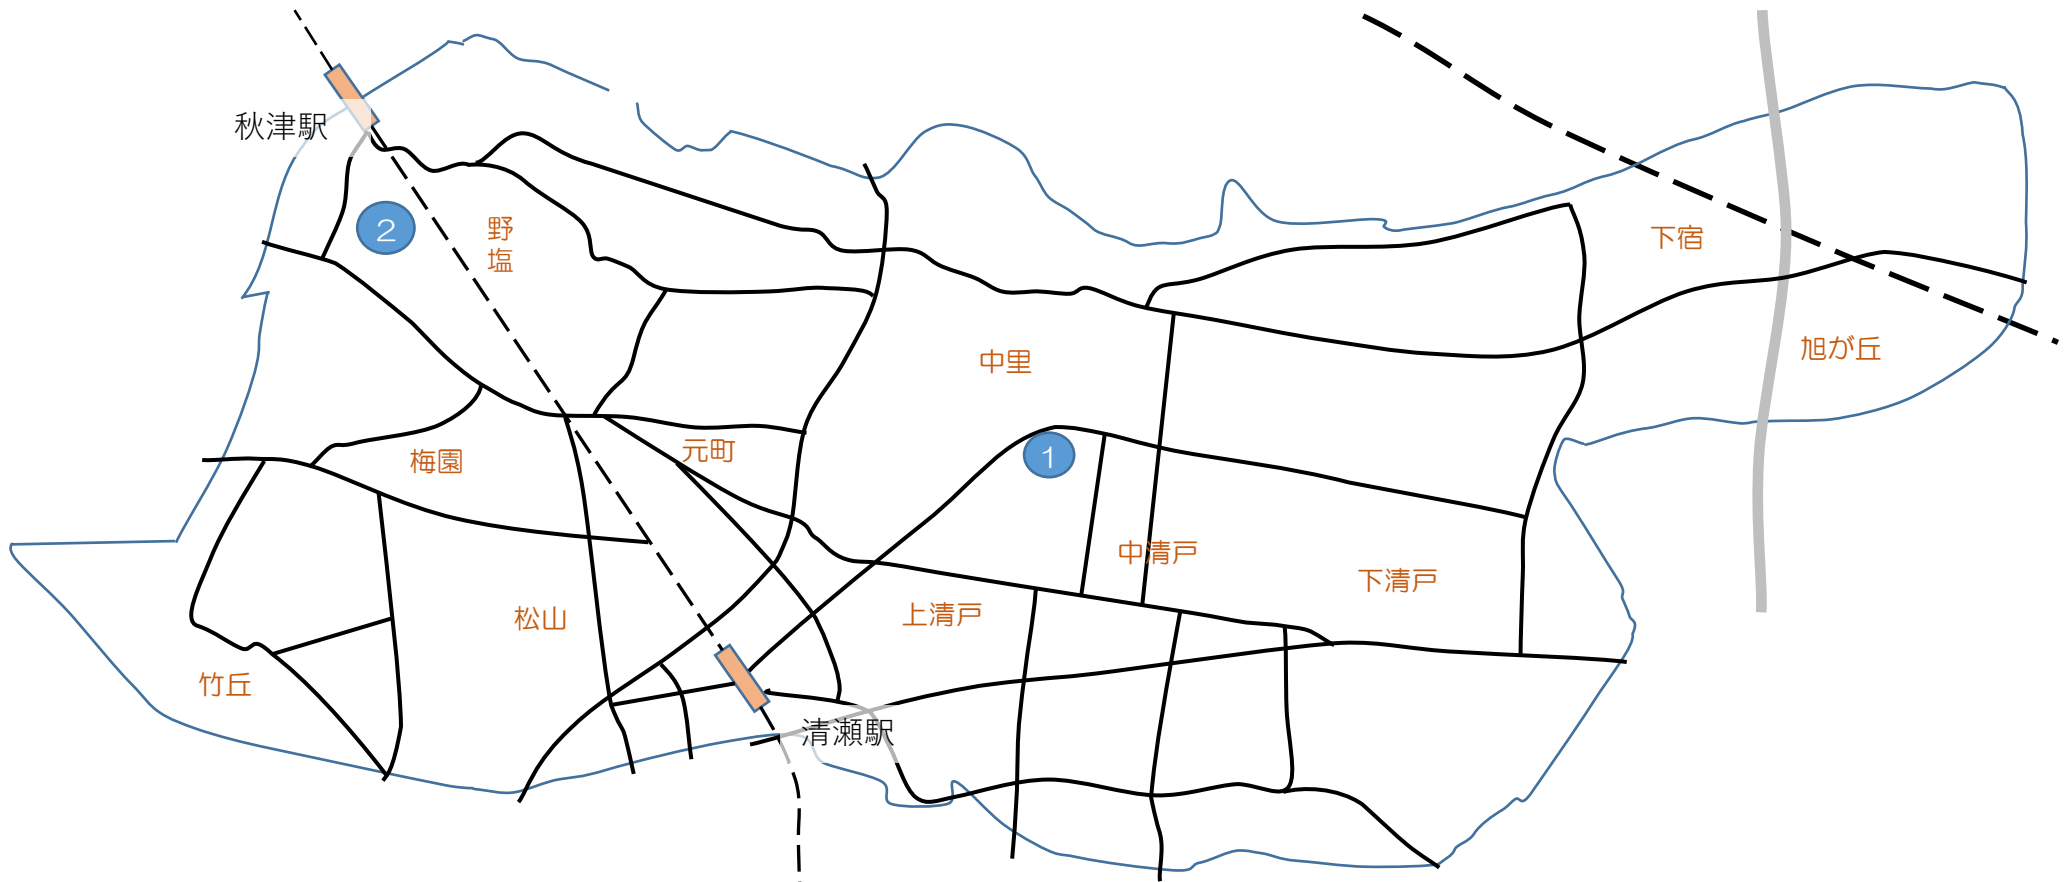 秋津駅
2
野
塩
下宿
旭が丘
中里
元町
梅園
1
中清戸
下清戸
上清戸
松山
竹丘
清瀬駅